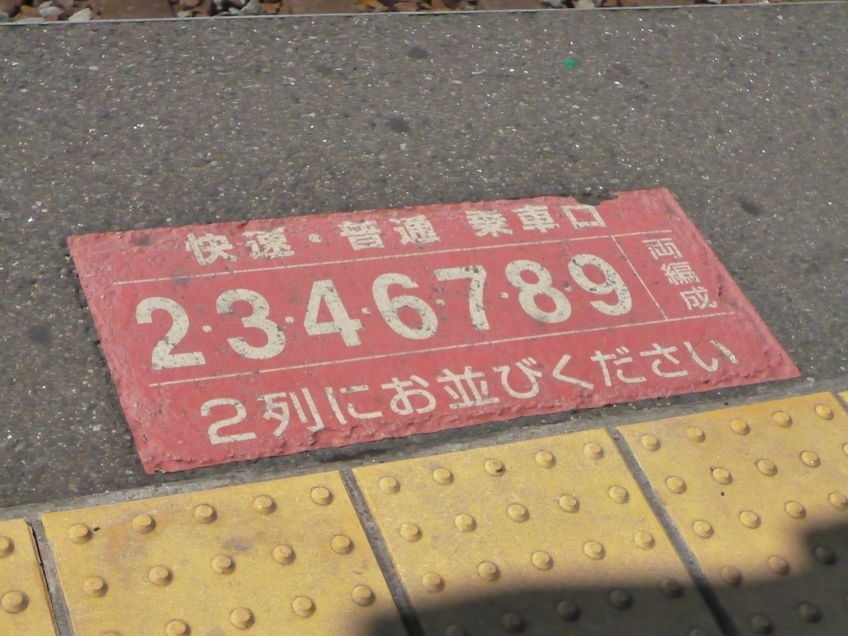 快速・普通 乗車口
2・3・4・6・7・8・9 両編成
2列にお並びください